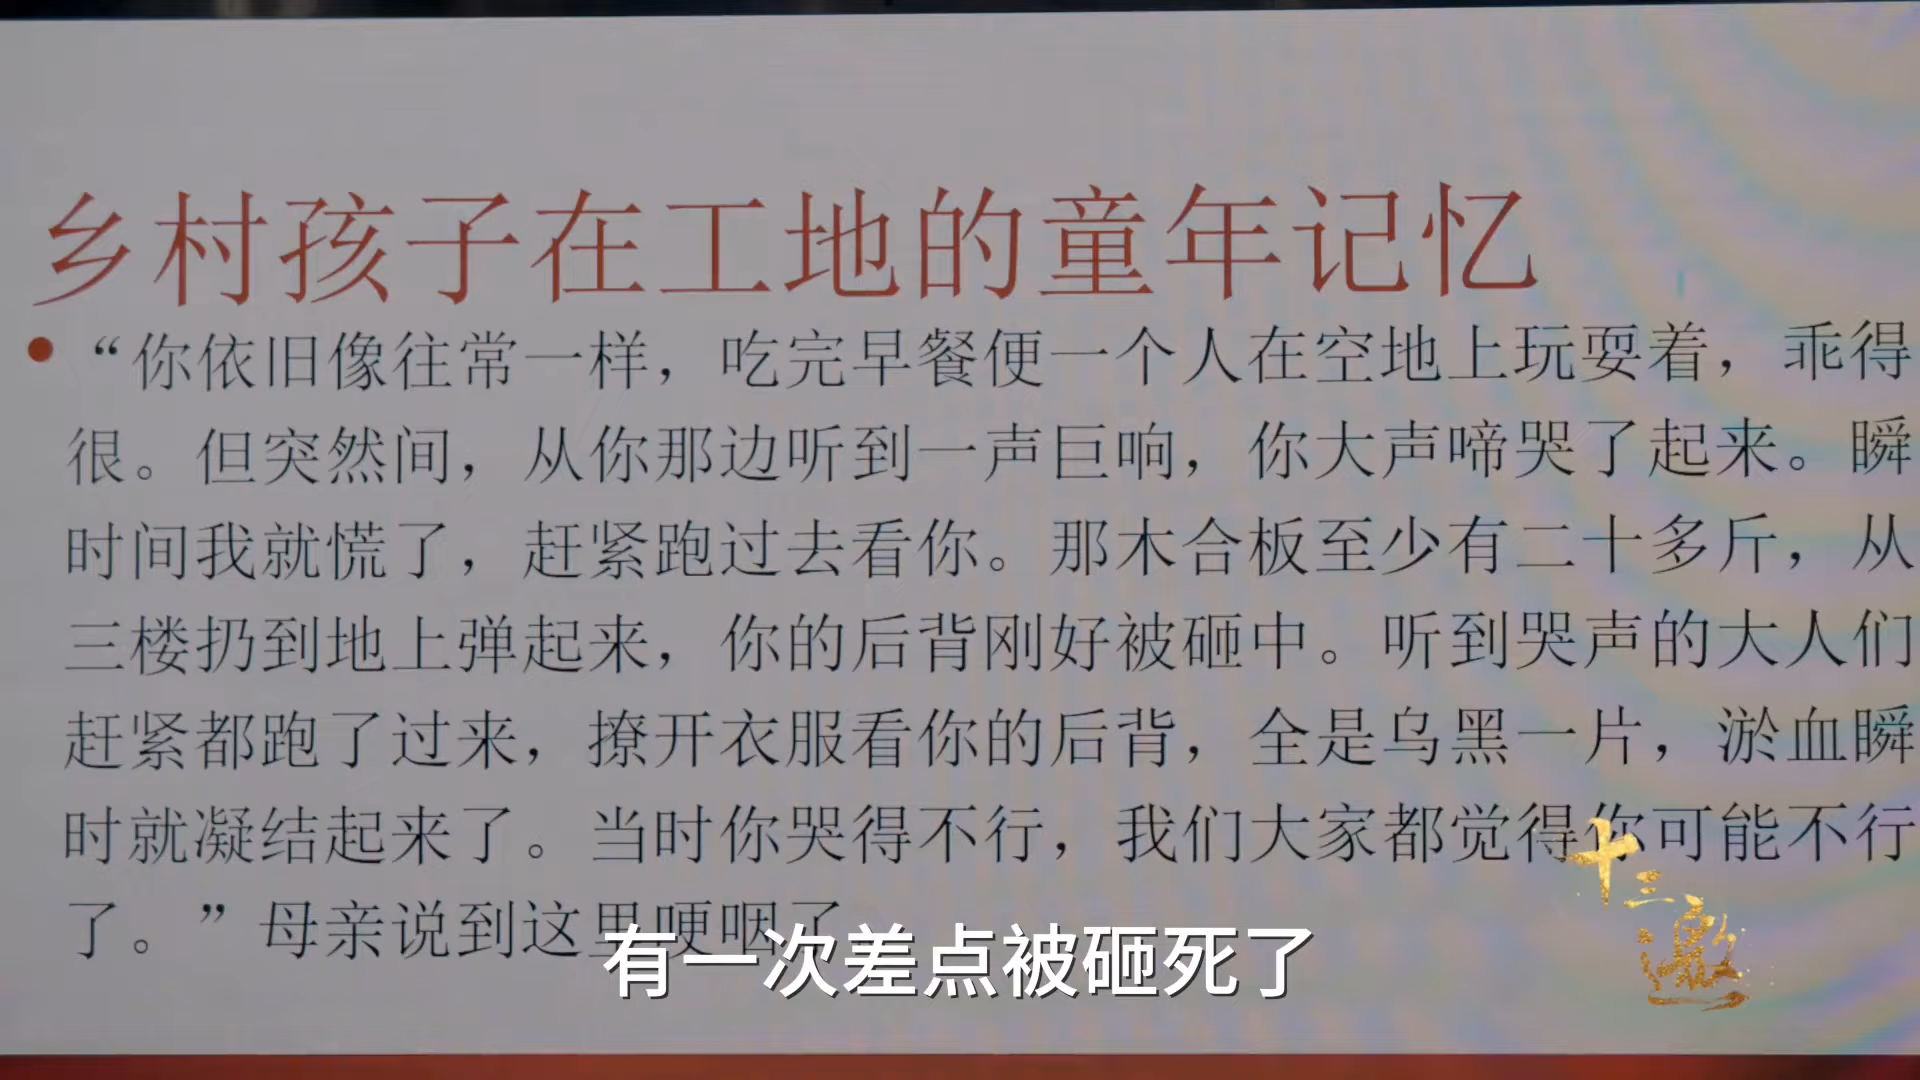 乡村孩子在工地的童年记忆
“你依旧像往常一样，吃完早餐便一个人在空地上玩耍着，乖得
很。但突然间，从你那边听到一声巨响，你大声啼哭了起来。瞬
时间我就慌了，赶紧跑过去看你。那木合板至少有二十多斤，从
三楼扔到地上弹起来，你的后背刚好被砸中。听到哭声的大人们
赶紧都跑了过来，撩开衣服看你的后背，全是乌黑一片，淤血瞬
时就凝结起来了。当时你哭得不行，我们大家都觉得你可能不行
了。”母亲说到这里哽咽了
有一次差点被砸死了
十三邀